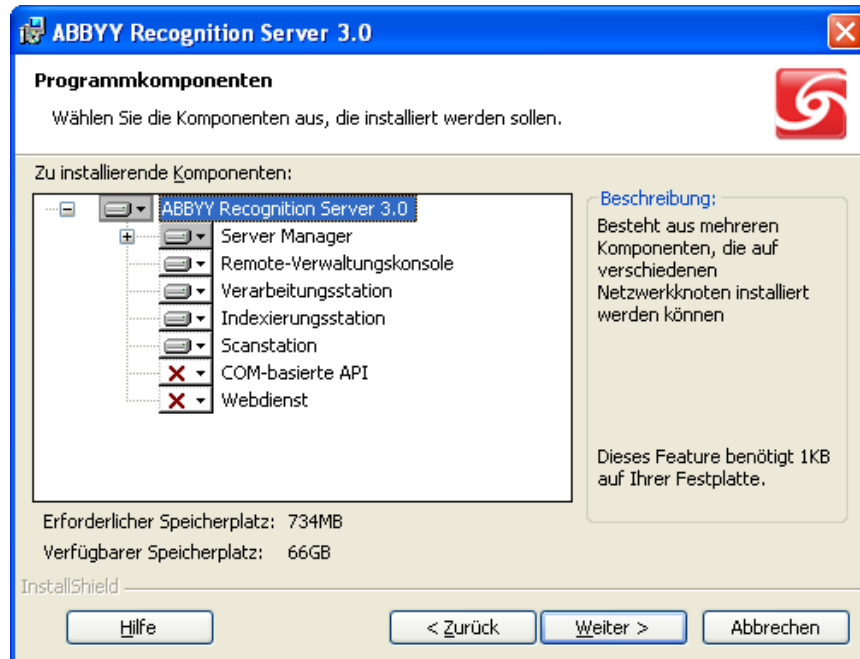 ABBYY Recognition Server 3.0
Programmkomponenten
Wählen Sie die Komponenten aus, die installiert werden sollen.
Zu installierende Komponenten:
ABBYY Recognition Server 3.0
Server Manager
Remote-Verwaltungskonsole
Verarbeitungsstation
Indexierungsstation
Scanstation
COM-basierte API
Webdienst
Beschreibung:
Besteht aus mehreren
Komponenten, die auf
verschiedenen
Netzwerkknoten installiert
werden können
Dieses Feature benötigt 1KB
auf Ihrer Festplatte.
Erforderlicher Speicherplatz: 734MB
Verfügbarer Speicherplatz: 66GB
InstallShield
Hilfe
< Zurück
Weiter >
Abbrechen